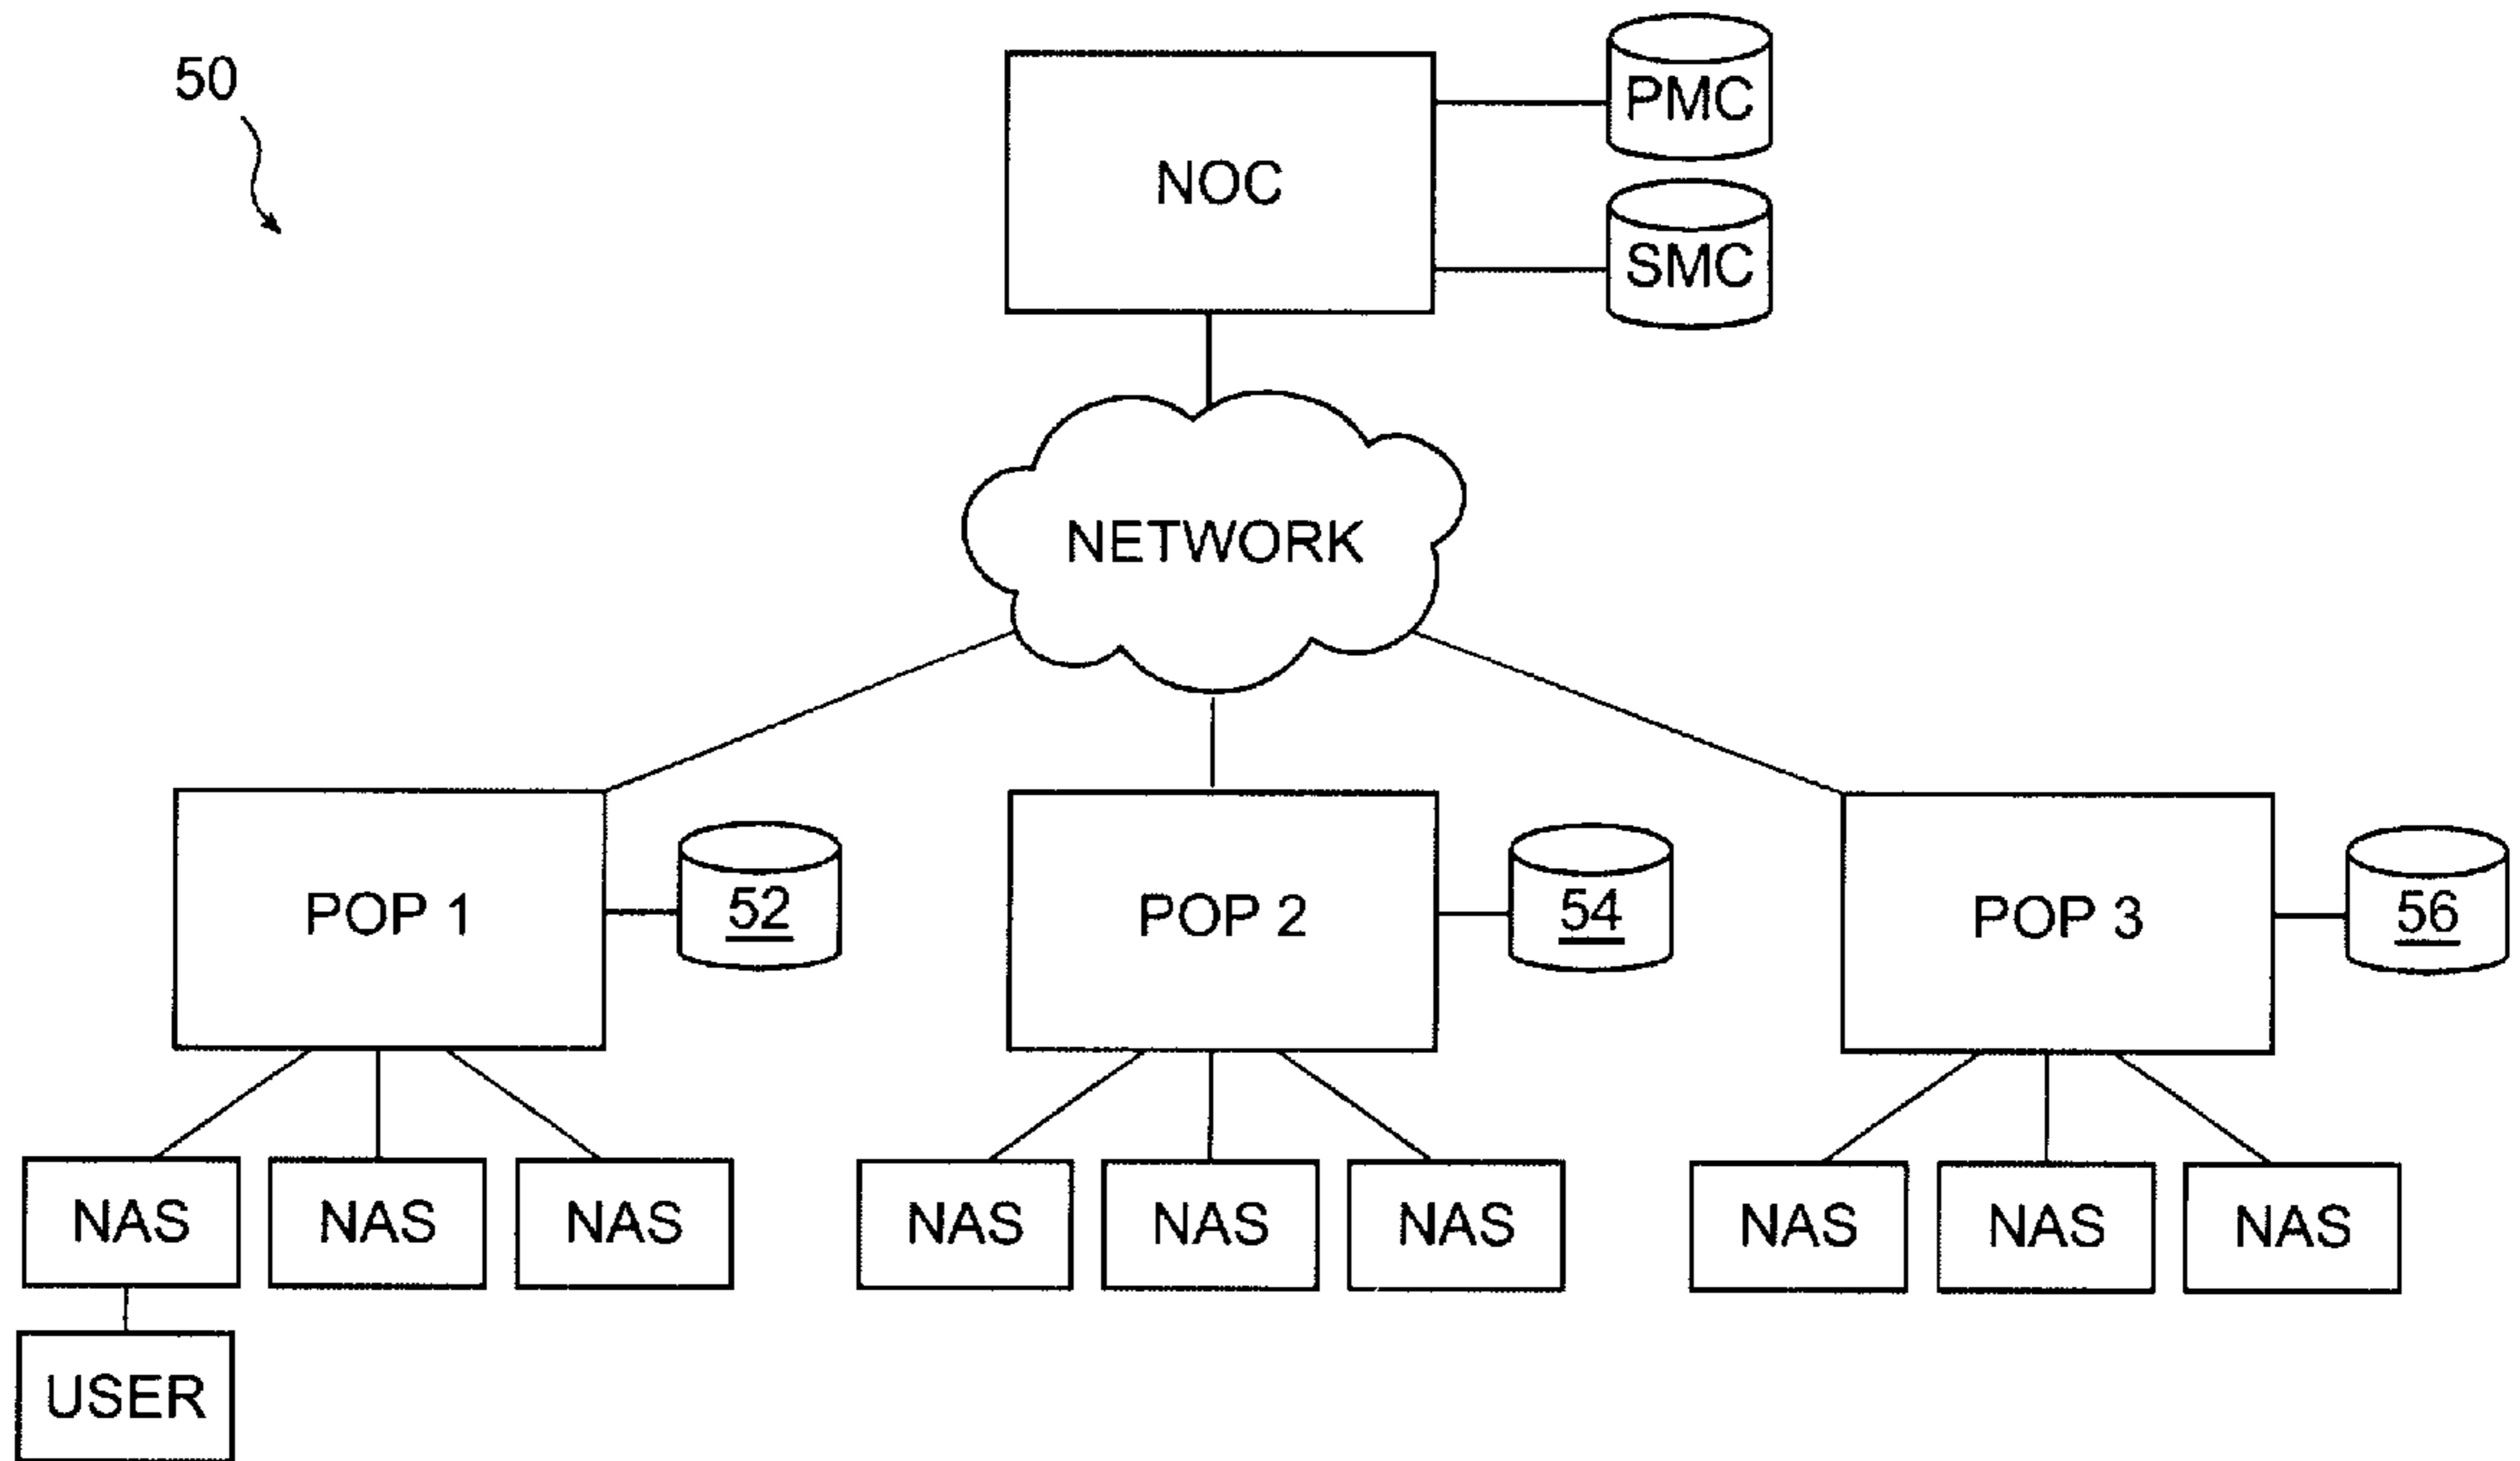 50
PMC
NOC
SMC
NETWORK
POP 1
52
POP 2
54
POP 3
56
NAS
NAS
NAS
NAS
NAS
NAS
NAS
NAS
NAS
USER